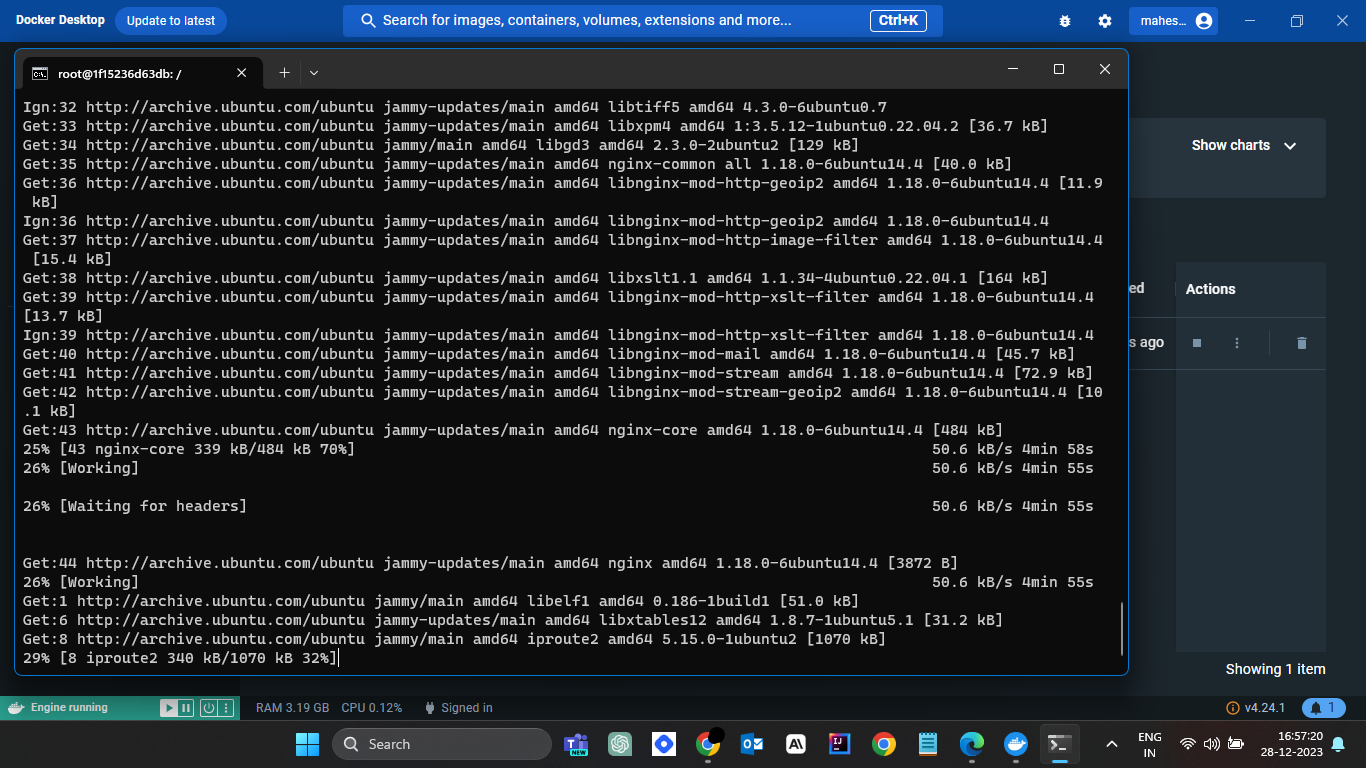 Docker Desktop
Update to latest
Search for images, containers, volumes, extensions and more...
Ctrl+K
mahes...
root@1f15236d63db: /
Ign:32 http://archive.ubuntu.com/ubuntu jammy-updates/main amd64 libtiff5 amd64 4.3.0-6ubuntu0.7
Get:33 http://archive.ubuntu.com/ubuntu jammy-updates/main amd64 libxpm4 amd64 1:3.5.12-1ubuntu0.22.04.2 [36.7 kB]
Get:34 http://archive.ubuntu.com/ubuntu jammy/main amd64 libgd3 amd64 2.3.0-2ubuntu2 [129 kB]
Get:35 http://archive.ubuntu.com/ubuntu jammy-updates/main amd64 nginx-common all 1.18.0-6ubuntu14.4 [40.0 kB]
Get:36 http://archive.ubuntu.com/ubuntu jammy-updates/main amd64 libnginx-mod-http-geoip2 amd64 1.18.0-6ubuntu14.4 [11.9
kB]
Ign:36 http://archive.ubuntu.com/ubuntu jammy-updates/main amd64 libnginx-mod-http-geoip2 amd64 1.18.0-6ubuntu14.4
Get:37 http://archive.ubuntu.com/ubuntu jammy-updates/main amd64 libnginx-mod-http-image-filter amd64 1.18.0-6ubuntu14.4
[15.4 kB]
Get:38 http://archive.ubuntu.com/ubuntu jammy-updates/main amd64 libxslt1.1 amd64 1.1.34-4ubuntu0.22.04.1 [164 kB]
Get:39 http://archive.ubuntu.com/ubuntu jammy-updates/main amd64 libnginx-mod-http-xslt-filter amd64 1.18.0-6ubuntu14.4
[13.7 kB]
Ign:39 http://archive.ubuntu.com/ubuntu jammy-updates/main amd64 libnginx-mod-http-xslt-filter amd64 1.18.0-6ubuntu14.4
Get:40 http://archive.ubuntu.com/ubuntu jammy-updates/main amd64 libnginx-mod-mail amd64 1.18.0-6ubuntu14.4 [45.7 kB]
Get:41 http://archive.ubuntu.com/ubuntu jammy-updates/main amd64 libnginx-mod-stream amd64 1.18.0-6ubuntu14.4 [72.9 kB]
Get:42 http://archive.ubuntu.com/ubuntu jammy-updates/main amd64 libnginx-mod-stream-geoip2 amd64 1.18.0-6ubuntu14.4 [10
.1 kB]
Get:43 http://archive.ubuntu.com/ubuntu jammy-updates/main amd64 nginx-core amd64 1.18.0-6ubuntu14.4 [484 kB]
25% [43 nginx-core 339 kB/484 kB 70%] 50.6 kB/s 4min 58s
26% [Working] 50.6 kB/s 4min 55s
26% [Waiting for headers] 50.6 kB/s 4min 55s
Get:44 http://archive.ubuntu.com/ubuntu jammy-updates/main amd64 nginx amd64 1.18.0-6ubuntu14.4 [3872 B]
26% [Working] 50.6 kB/s 4min 55s
Get:1 http://archive.ubuntu.com/ubuntu jammy/main amd64 libelf1 amd64 0.186-1build1 [51.0 kB]
Get:6 http://archive.ubuntu.com/ubuntu jammy-updates/main amd64 libxtables12 amd64 1.8.7-1ubuntu5.1 [31.2 kB]
Get:8 http://archive.ubuntu.com/ubuntu jammy/main amd64 iproute2 amd64 5.15.0-1ubuntu2 [1070 kB]
29% [8 iproute2 340 kB/1070 kB 32%]
Show charts
ed
Actions
s ago
Showing 1 item
Engine running
RAM 3.19 GB CPU 0.12%
Signed in
v4.24.1
1
Search
NEW
AI
IJ
ENG
IN
16:57:20
28-12-2023